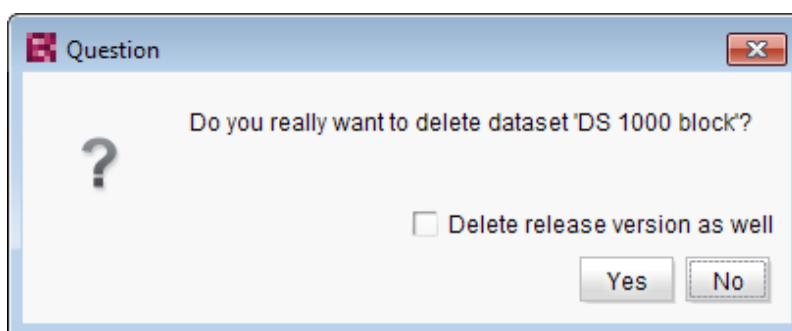 Question
Do you really want to delete dataset 'DS 1000 block'?
Delete release version as well
Yes No